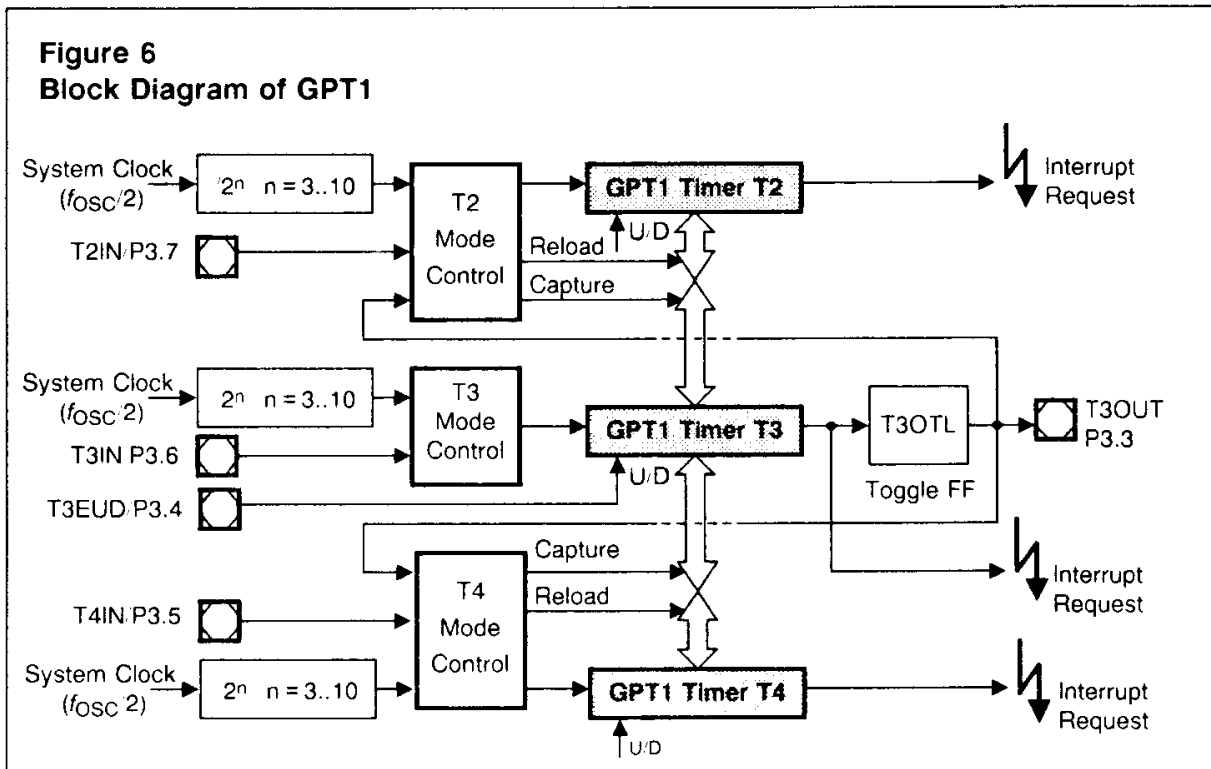 Figure 6
Block Diagram of GPT1
System Clock
(fOSC/2)
/2ⁿ n = 3..10
T2IN/P3.7
T2
Mode
Control
GPT1 Timer T2
U/D
Reload
Capture
Interrupt
Request
System Clock
(fOSC/2)
2ⁿ n = 3..10
T3IN P3.6
T3EUD/P3.4
T3
Mode
Control
GPT1 Timer T3
U/D
T3OTL
Toggle FF
T3OUT
P3.3
Interrupt
Request
T4IN/P3.5
System Clock
(fOSC 2)
2ⁿ n = 3..10
T4
Mode
Control
Capture
Reload
GPT1 Timer T4
U/D
Interrupt
Request